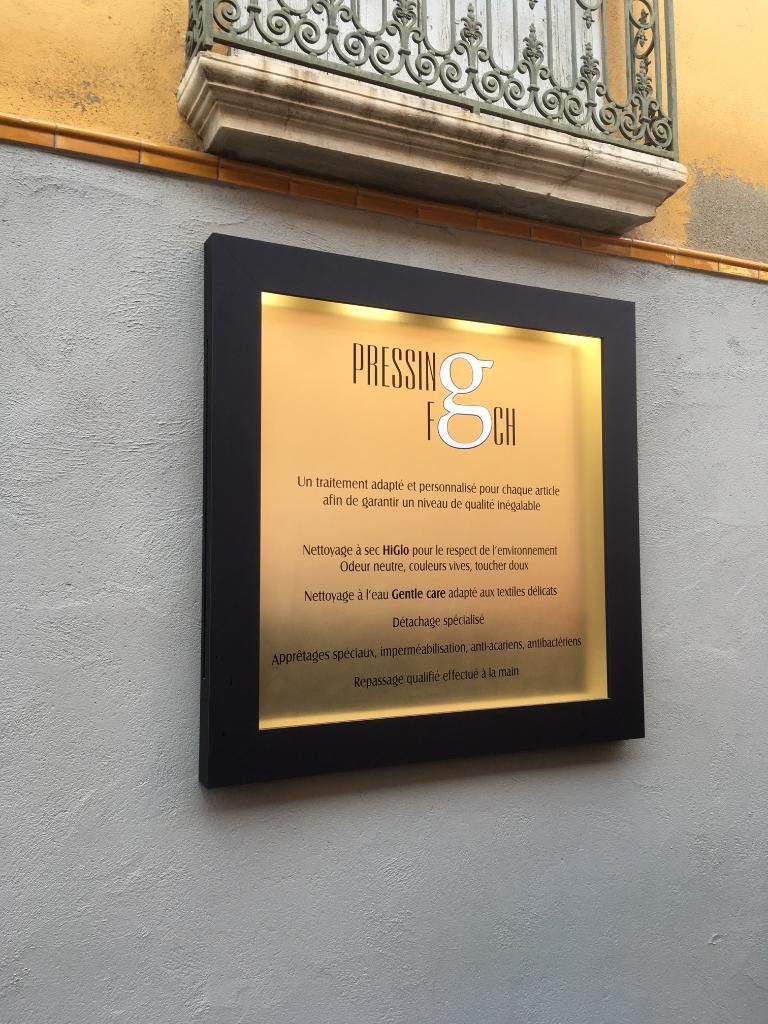 PRESSING
FOCH
Un traitement adapté et personnalisé pour chaque article
afin de garantir un niveau de qualité inégalable
Nettoyage à sec HiGlo pour le respect de l'environnement
Odeur neutre, couleurs vives, toucher doux
Nettoyage à l'eau Gentle care adapté aux textiles délicats
Détachage spécialisé
Apprêtages spéciaux, imperméabilisation, anti-acariens, antibactériens
Repassage qualifié effectué à la main